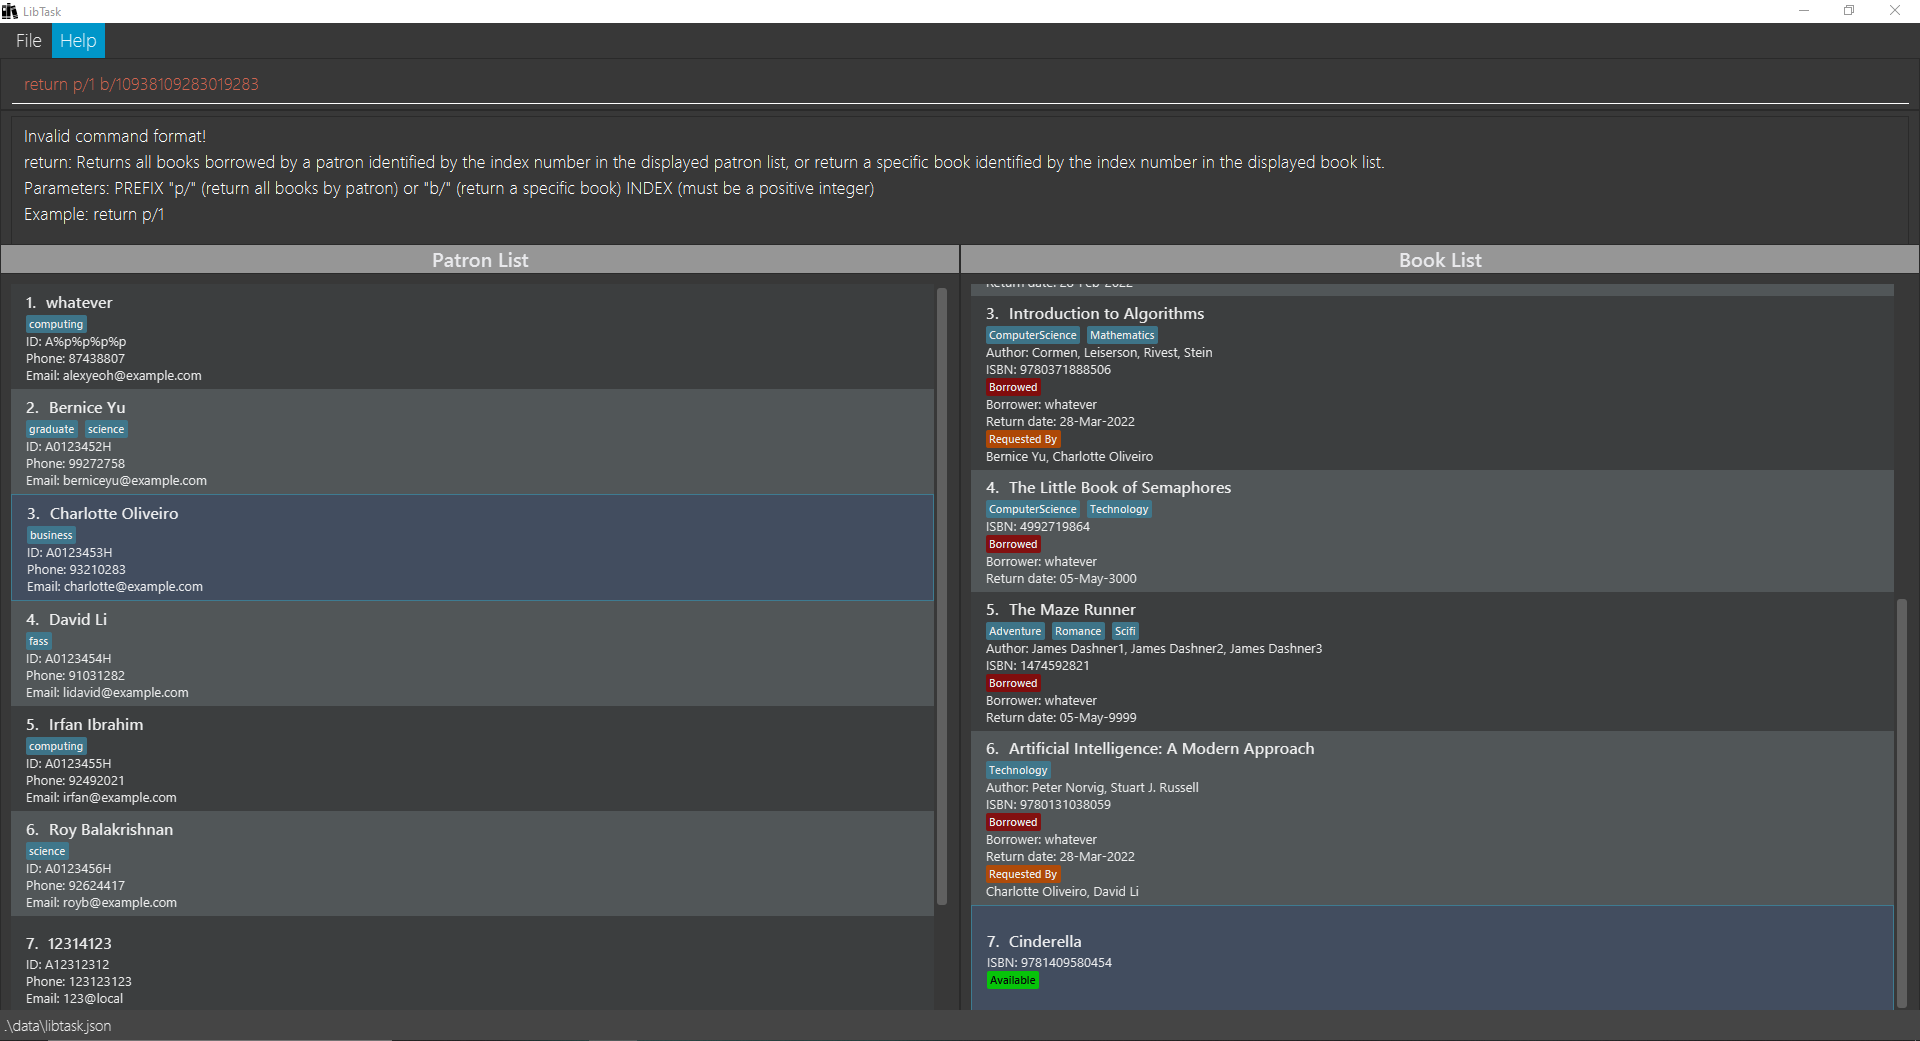 LibTask
File Help
return p/1 b/10938109283019283
Invalid command format!
return: Returns all books borrowed by a patron identified by the index number in the displayed patron list, or return a specific book identified by the index number in the displayed book list.
Parameters: PREFIX "p/" (return all books by patron) or "b/" (return a specific book) INDEX (must be a positive integer)
Example: return p/1
Patron List
1. whatever
computing
ID: A%p%p%p%p
Phone: 87438807
Email: alexyeoh@example.com
2. Bernice Yu
graduate science
ID: A0123452H
Phone: 99272758
Email: berniceyu@example.com
3. Charlotte Oliveiro
business
ID: A0123453H
Phone: 93210283
Email: charlotte@example.com
4. David Li
fass
ID: A0123454H
Phone: 91031282
Email: lidavid@example.com
5. Irfan Ibrahim
computing
ID: A0123455H
Phone: 92492021
Email: irfan@example.com
6. Roy Balakrishnan
science
ID: A0123456H
Phone: 92624417
Email: royb@example.com
7. 12314123
ID: A12312312
Phone: 123123123
Email: 123@local
Book List
Return date: 28-Feb-2022
3. Introduction to Algorithms
ComputerScience Mathematics
Author: Cormen, Leiserson, Rivest, Stein
ISBN: 9780371888506
Borrowed
Borrower: whatever
Return date: 28-Mar-2022
Requested By
Bernice Yu, Charlotte Oliveiro
4. The Little Book of Semaphores
ComputerScience Technology
ISBN: 4992719864
Borrowed
Borrower: whatever
Return date: 05-May-3000
5. The Maze Runner
Adventure Romance Scifi
Author: James Dashner1, James Dashner2, James Dashner3
ISBN: 1474592821
Borrowed
Borrower: whatever
Return date: 05-May-9999
6. Artificial Intelligence: A Modern Approach
Technology
Author: Peter Norvig, Stuart J. Russell
ISBN: 9780131038059
Borrowed
Borrower: whatever
Return date: 28-Mar-2022
Requested By
Charlotte Oliveiro, David Li
7. Cinderella
ISBN: 9781409580454
Available
.\data\libtask.json